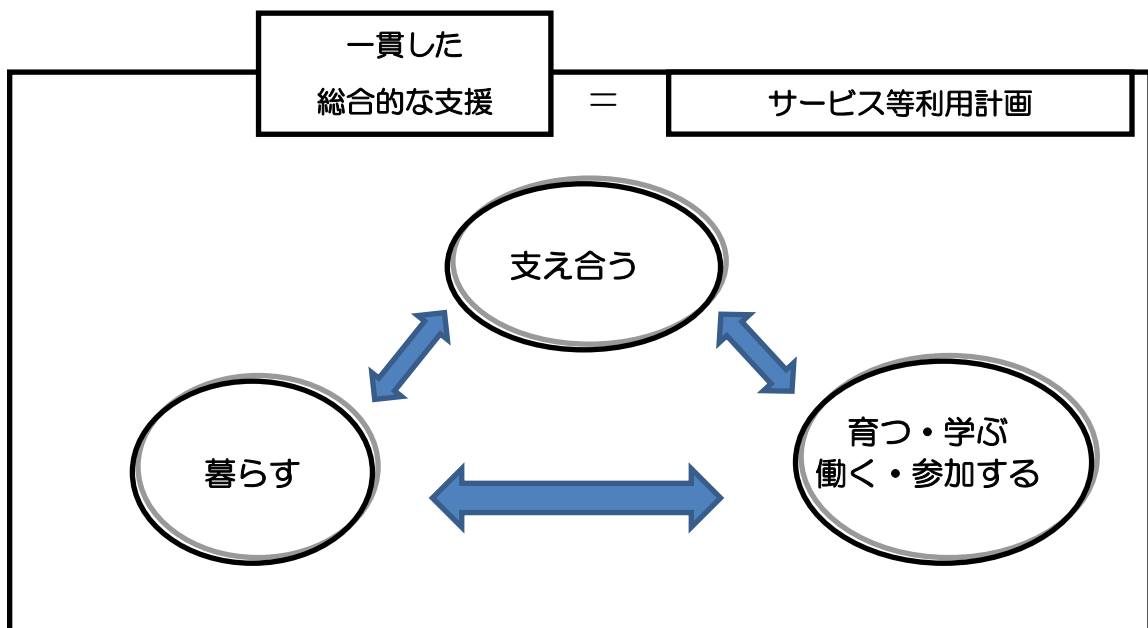 一貫した
総合的な支援
＝
サービス等利用計画
支え合う
暮らす
育つ・学ぶ
働く・参加する